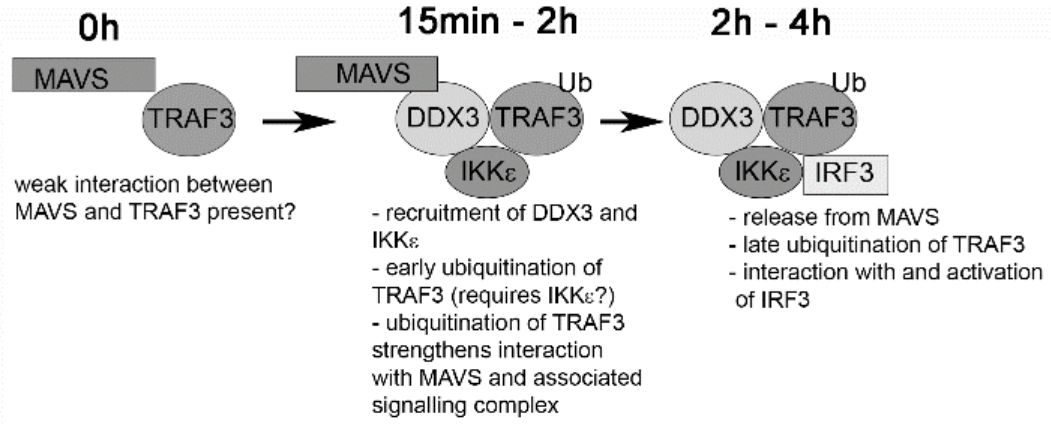 0h
15min - 2h
2h - 4h
MAVS
TRAF3
MAVS
Ub
DDX3
TRAF3
IKKε
Ub
DDX3
TRAF3
IKKε
IRF3
weak interaction between
MAVS and TRAF3 present?
- recruitment of DDX3 and
IKKε
- early ubiquitination of
TRAF3 (requires IKKε?)
- ubiquitination of TRAF3
strengthens interaction
with MAVS and associated
signalling complex
- release from MAVS
- late ubiquitination of TRAF3
- interaction with and activation
of IRF3